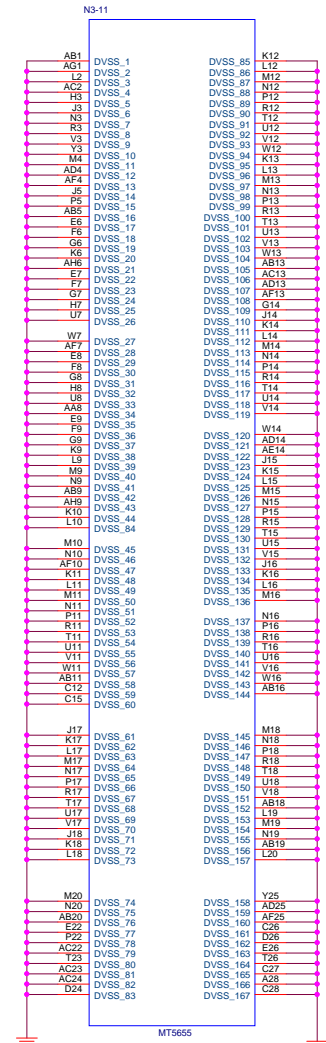 N3-11
AB1 DVSS_1
AG1 DVSS_2
L2 DVSS_3
AC2 DVSS_4
H3 DVSS_5
J3 DVSS_6
N3 DVSS_7
R3 DVSS_8
V3 DVSS_9
Y3 DVSS_10
M4 DVSS_11
AD4 DVSS_12
AF4 DVSS_13
J5 DVSS_14
P5 DVSS_15
AB5 DVSS_16
E6 DVSS_17
F6 DVSS_18
G6 DVSS_19
K6 DVSS_20
AH6 DVSS_21
E7 DVSS_22
F7 DVSS_23
G7 DVSS_24
H7 DVSS_25
U7 DVSS_26
W7 DVSS_27
AF7 DVSS_28
E8 DVSS_29
F8 DVSS_30
G8 DVSS_31
H8 DVSS_32
U8 DVSS_33
AA8 DVSS_34
E9 DVSS_35
F9 DVSS_36
G9 DVSS_37
K9 DVSS_38
L9 DVSS_39
M9 DVSS_40
N9 DVSS_41
AB9 DVSS_42
AH9 DVSS_43
K10 DVSS_44
L10 DVSS_84
M10 DVSS_45
N10 DVSS_46
AF10 DVSS_47
K11 DVSS_48
L11 DVSS_49
M11 DVSS_50
N11 DVSS_51
P11 DVSS_52
R11 DVSS_53
T11 DVSS_54
U11 DVSS_55
V11 DVSS_56
W11 DVSS_57
AB11 DVSS_58
C12 DVSS_59
C15 DVSS_60
J17 DVSS_61
K17 DVSS_62
L17 DVSS_63
M17 DVSS_64
N17 DVSS_65
P17 DVSS_66
R17 DVSS_67
T17 DVSS_68
U17 DVSS_69
V17 DVSS_70
J18 DVSS_71
K18 DVSS_72
L18 DVSS_73
M20 DVSS_74
N20 DVSS_75
AB20 DVSS_76
E22 DVSS_77
P22 DVSS_78
AC22 DVSS_79
T23 DVSS_80
AC23 DVSS_81
AC24 DVSS_82
D24 DVSS_83
DVSS_85 K12
DVSS_86 L12
DVSS_87 M12
DVSS_88 N12
DVSS_89 P12
DVSS_90 R12
DVSS_91 T12
DVSS_92 U12
DVSS_93 V12
DVSS_94 W12
DVSS_95 K13
DVSS_96 L13
DVSS_97 M13
DVSS_98 N13
DVSS_99 P13
DVSS_100 R13
DVSS_101 T13
DVSS_102 U13
DVSS_103 V13
DVSS_104 W13
DVSS_105 AB13
DVSS_106 AC13
DVSS_107 AD13
DVSS_108 AF13
DVSS_109 G14
DVSS_110 J14
DVSS_111 K14
DVSS_112 L14
DVSS_113 M14
DVSS_114 N14
DVSS_115 P14
DVSS_116 R14
DVSS_117 T14
DVSS_118 U14
DVSS_119 V14
DVSS_120 W14
DVSS_121 AD14
DVSS_122 AE14
DVSS_123 J15
DVSS_124 K15
DVSS_125 L15
DVSS_126 M15
DVSS_127 N15
DVSS_128 P15
DVSS_129 R15
DVSS_130 T15
DVSS_131 U15
DVSS_132 V15
DVSS_133 J16
DVSS_134 K16
DVSS_135 L16
DVSS_136 M16
DVSS_137 N16
DVSS_138 P16
DVSS_139 R16
DVSS_140 T16
DVSS_141 U16
DVSS_142 V16
DVSS_143 W16
DVSS_144 AB16
DVSS_145 M18
DVSS_146 N18
DVSS_147 P18
DVSS_148 R18
DVSS_149 T18
DVSS_150 U18
DVSS_151 V18
DVSS_152 AB18
DVSS_153 L19
DVSS_154 M19
DVSS_155 N19
DVSS_156 AB19
DVSS_157 L20
DVSS_158 Y25
DVSS_159 AD25
DVSS_160 AF25
DVSS_161 C26
DVSS_162 D26
DVSS_163 E26
DVSS_164 T26
DVSS_165 C27
DVSS_166 A28
DVSS_167 C28
MT5655